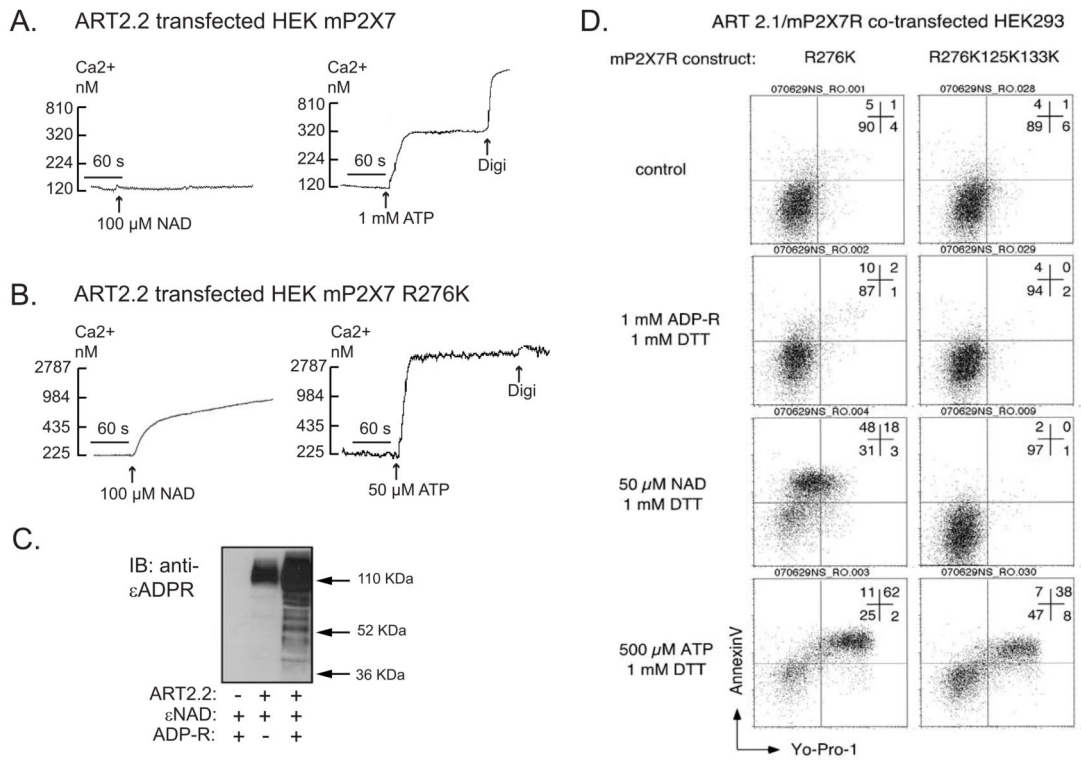 A. ART2.2 transfected HEK mP2X7
Ca2+
nM
810
320
224
120
60 s
100 µM NAD
Ca2+
nM
810
320
224
120
60 s
1 mM ATP
Digi
B. ART2.2 transfected HEK mP2X7 R276K
Ca2+
nM
2787
984
435
225
60 s
100 µM NAD
Ca2+
nM
2787
984
435
225
60 s
50 µM ATP
Digi
C.
IB: anti-
εADPR
110 KDa
52 KDa
36 KDa
ART2.2: - + +
εNAD: + + +
ADP-R: + - +
D. ART 2.1/mP2X7R co-transfected HEK293
mP2X7R construct: R276K R276K125K133K
070629NS_RO.001 070629NS_RO.028
control
5 1
90 4
4 1
89 6
070629NS_RO.002 070629NS_RO.029
1 mM ADP-R
1 mM DTT
10 2
87 1
4 0
94 2
070629NS_RO.004 070629NS_RO.009
50 µM NAD
1 mM DTT
48 18
31 3
2 0
97 1
070629NS_RO.003 070629NS_RO.030
500 µM ATP
1 mM DTT
11 62
25 2
7 38
47 8
AnnexinV
Yo-Pro-1